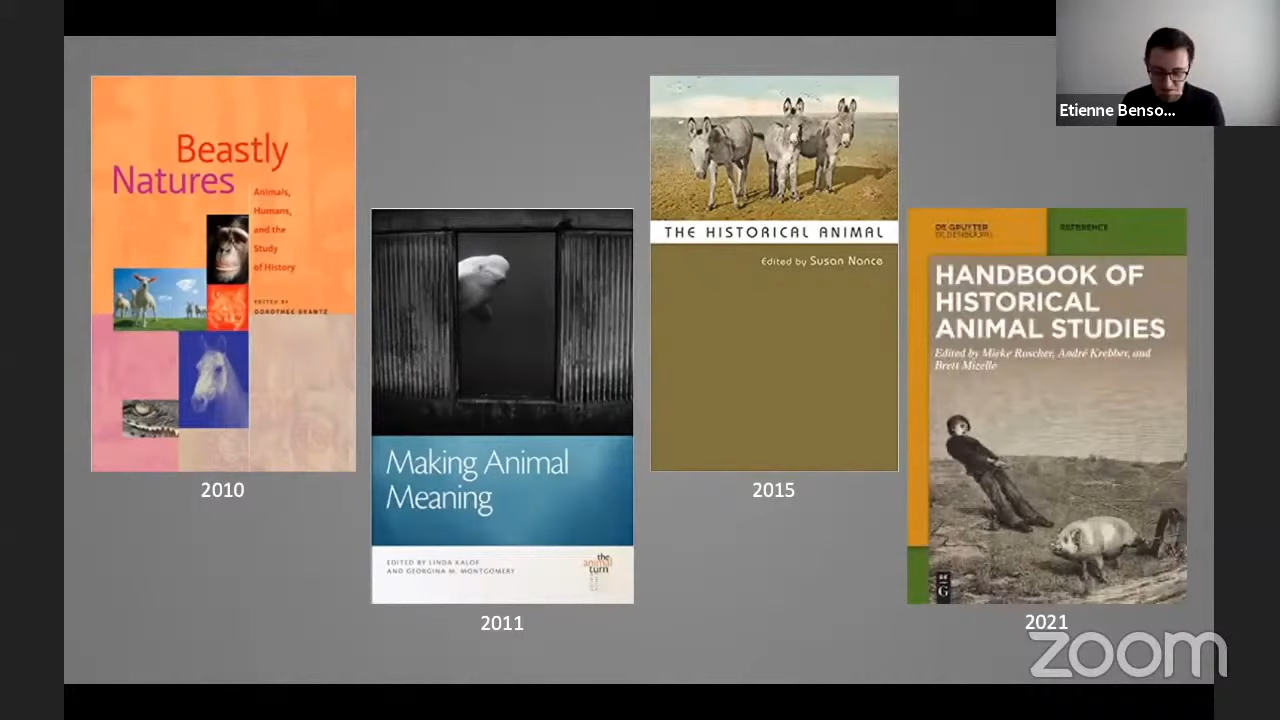 Etienne Benso...
Beastly
Natures
Animals,
Humans,
and the
Study
of History
EDITED BY
DOROTHEE BRANTZ
2010
Making Animal
Meaning
EDITED BY LINDA KALOF
AND GEORGINA M. MONTGOMERY
the
animal
turn
2011
THE HISTORICAL ANIMAL
Edited by Susan Nance
2015
DE GRUYTER
OLDENBOURG
REFERENCE
HANDBOOK OF
HISTORICAL
ANIMAL STUDIES
Edited by Mieke Roscher, André Krebber, and
Brett Mizelle
G
2021
zoom